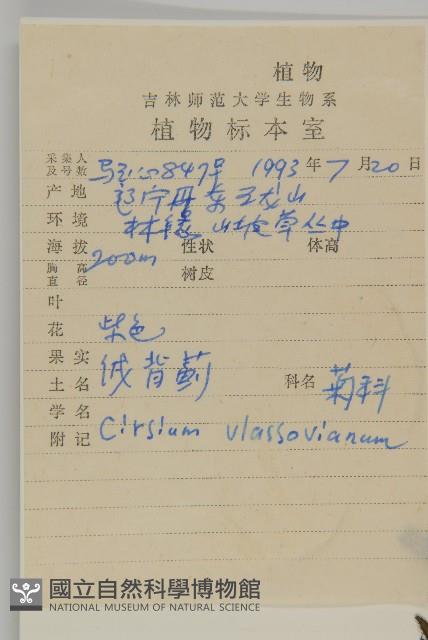 植物
吉林师范大学生物系
植物标本室
采集人及号数 847号 1993年7月20日
产地 辽宁丹东五龙山
环境 林缘 山坡草丛中
海拔 200m 性状 体高
胸高直径 树皮
叶
花 紫色
果实
土名 绒背蓟 科名 菊科
学名
附记 Cirsium vlassovianum
國立自然科學博物館
NATIONAL MUSEUM OF NATURAL SCIENCE